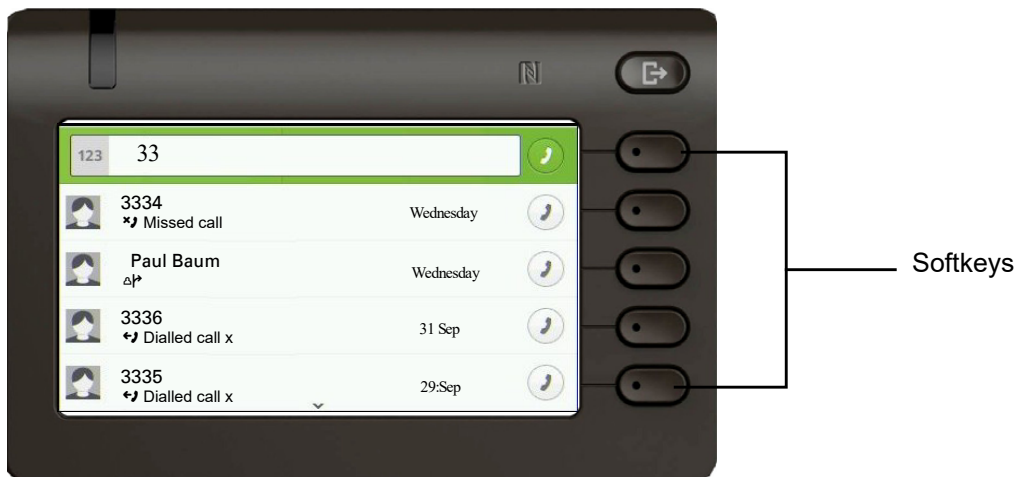 123 33
3334
Missed call
Wednesday
Paul Baum
Wednesday
3336
Dialled call x
31 Sep
3335
Dialled call x
29:Sep
Softkeys